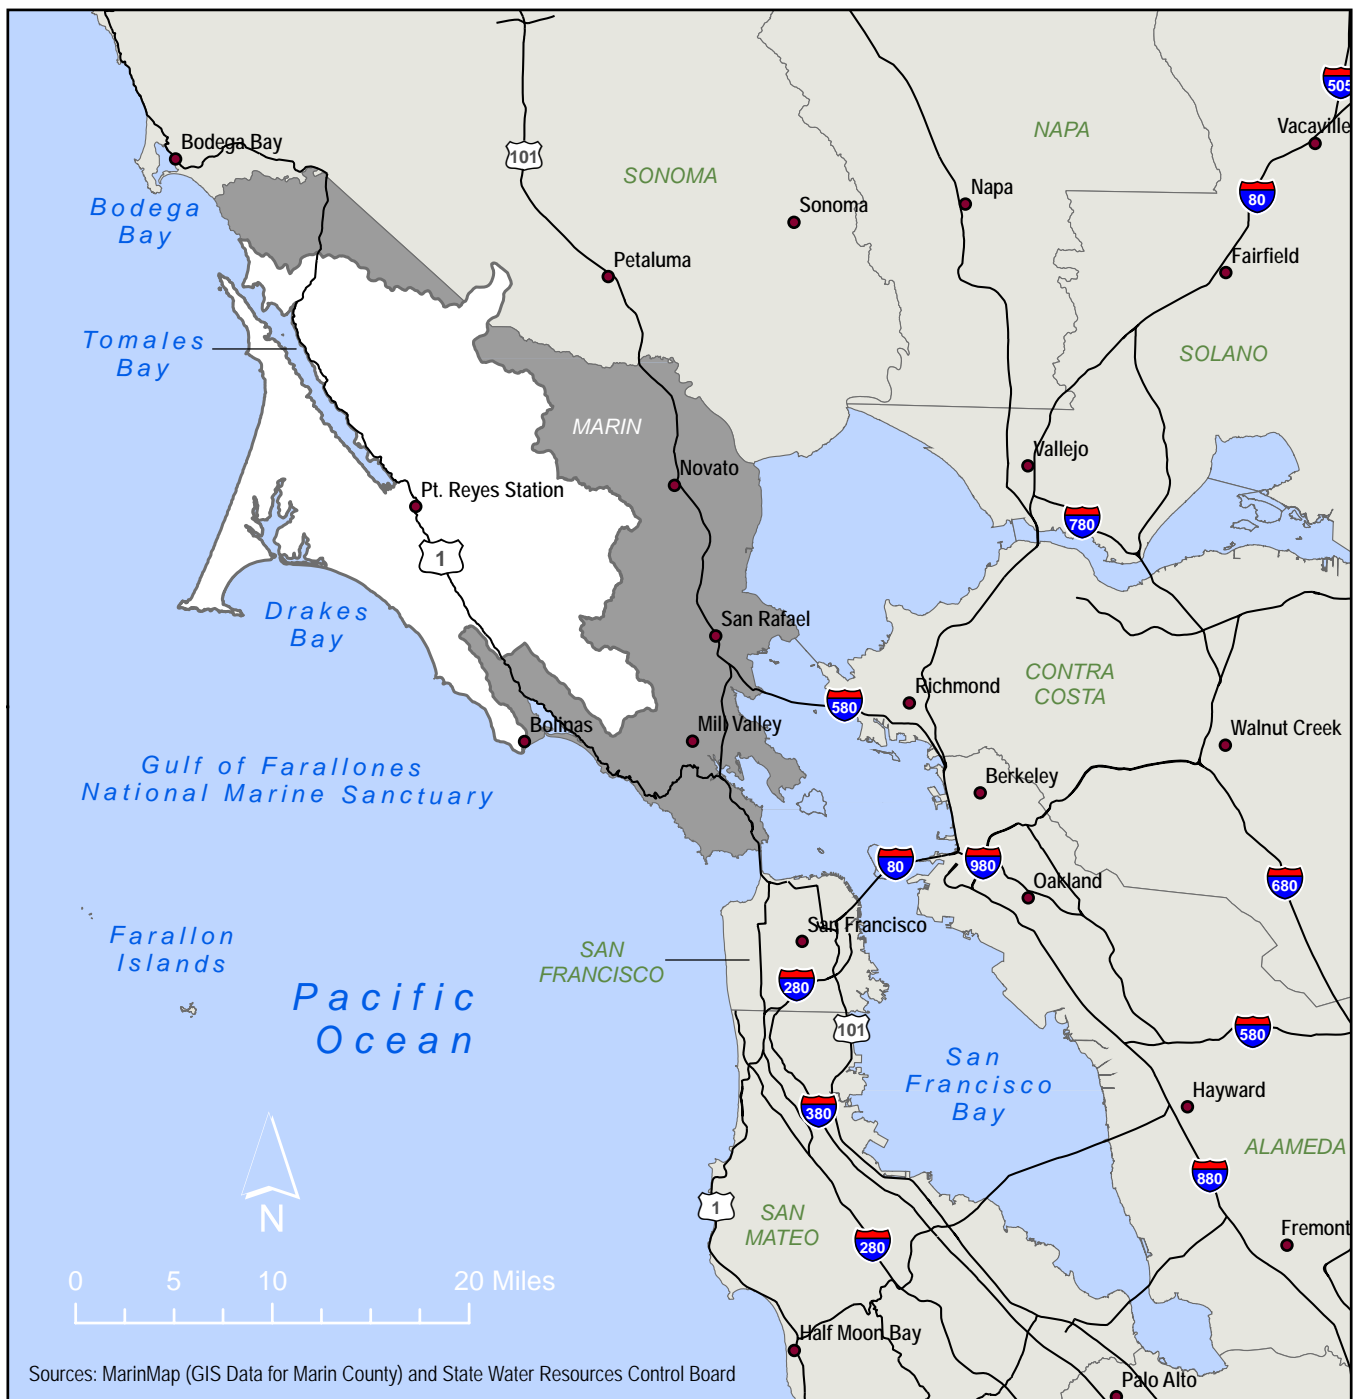 505
Vacaville
NAPA
Bodega Bay
101
SONOMA
80
Napa
Bodega
Bay
Sonoma
Petaluma
Fairfield
Tomales
Bay
SOLANO
MARIN
Vallejo
Novato
Pt. Reyes Station
780
1
Drakes
Bay
San Rafael
CONTRA
COSTA
Richmond
580
Bolinas
Mill Valley
Walnut Creek
Gulf of Farallones
National Marine Sanctuary
Berkeley
80
980
Oakland
680
Farallon
Islands
San Francisco
SAN
FRANCISCO
280
Pacific
Ocean
101
580
San
Francisco
Bay
Hayward
380
ALAMEDA
880
1
SAN
MATEO
N
280
Fremont
0 5 10 20 Miles
Half Moon Bay
Sources: MarinMap (GIS Data for Marin County) and State Water Resources Control Board
Palo Alto